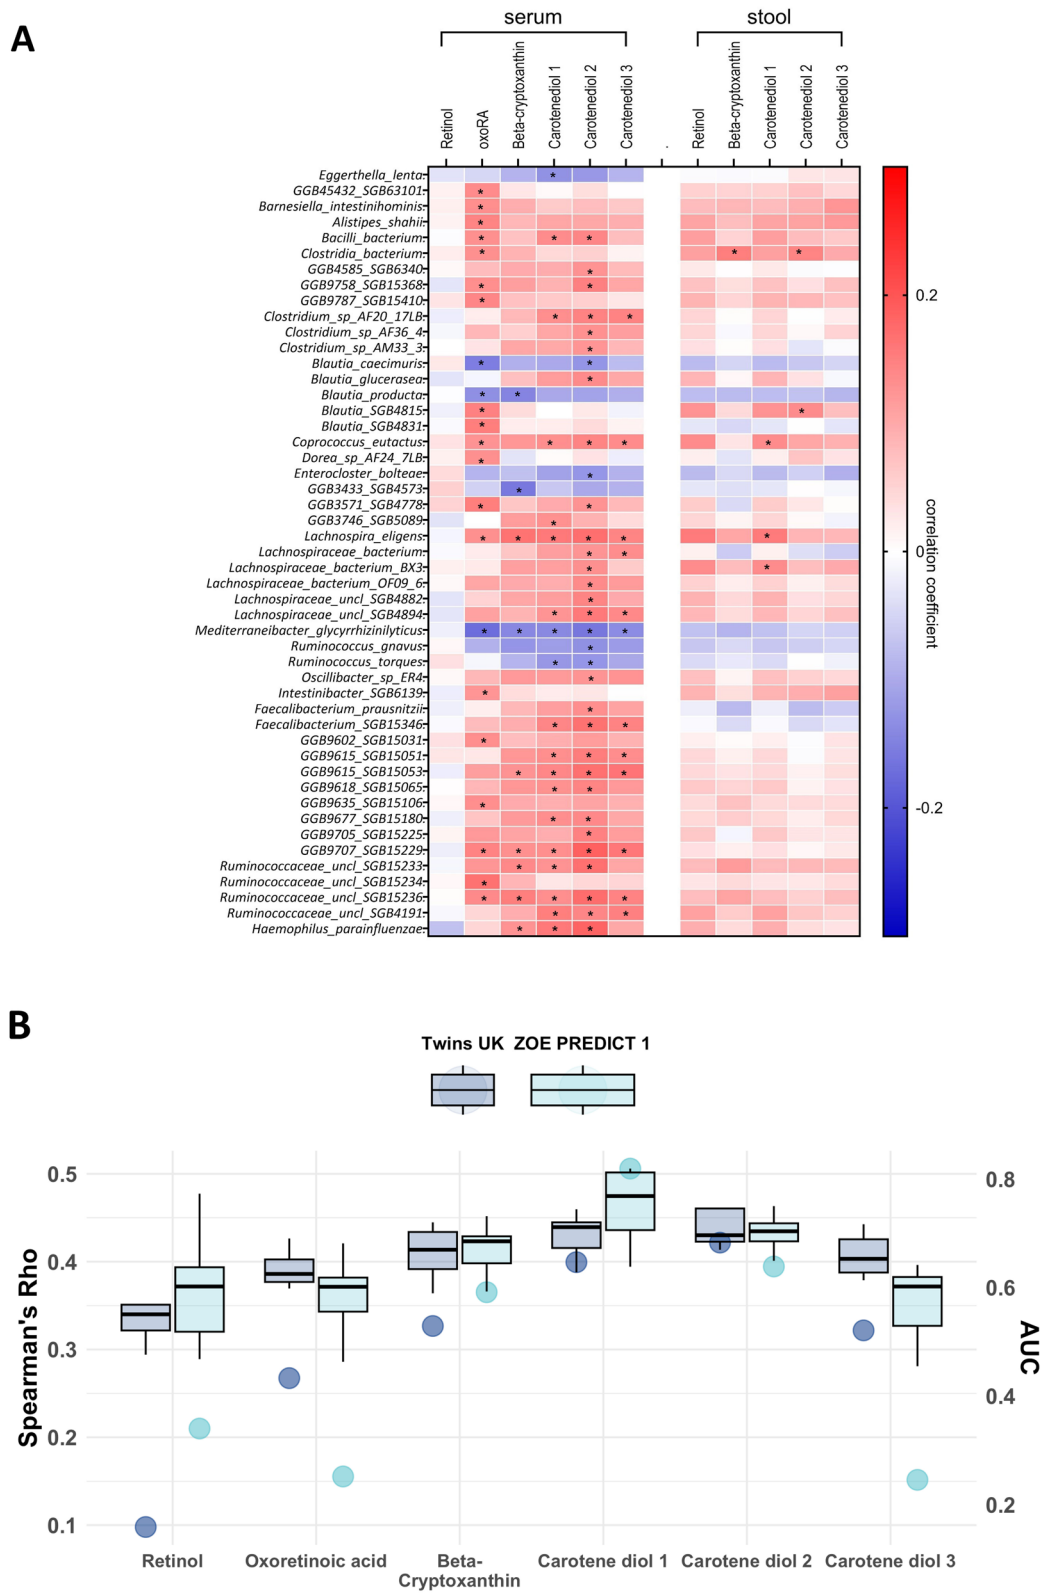 A
serum
stool
Retinol
oxoRA
Beta-cryptoxanthin
Carotenediol 1
Carotenediol 2
Carotenediol 3
.
Retinol
Beta-cryptoxanthin
Carotenediol 1
Carotenediol 2
Carotenediol 3
Eggerthella_lenta
GGB45432_SGB63101
Barnesiella_intestinihominis
Alistipes_shahii
Bacilli_bacterium
Clostridia_bacterium
GGB4585_SGB6340
GGB9758_SGB15368
GGB9787_SGB15410
Clostridium_sp_AF20_17LB
Clostridium_sp_AF36_4
Clostridium_sp_AM33_3
Blautia_caecimuris
Blautia_glucerasea
Blautia_producta
Blautia_SGB4815
Blautia_SGB4831
Coprococcus_eutactus
Dorea_sp_AF24_7LB
Enterocloster_bolteae
GGB3433_SGB4573
GGB3571_SGB4778
GGB3746_SGB5089
Lachnospira_eligens
Lachnospiraceae_bacterium
Lachnospiraceae_bacterium_BX3
Lachnospiraceae_bacterium_OF09_6
Lachnospiraceae_uncl_SGB4882
Lachnospiraceae_uncl_SGB4894
Mediterraneibacter_glycyrrhizinilyticus
Ruminococcus_gnavus
Ruminococcus_torques
Oscillibacter_sp_ER4
Intestinibacter_SGB6139
Faecalibacterium_prausnitzii
Faecalibacterium_SGB15346
GGB9602_SGB15031
GGB9615_SGB15051
GGB9615_SGB15053
GGB9618_SGB15065
GGB9635_SGB15106
GGB9677_SGB15180
GGB9705_SGB15225
GGB9707_SGB15229
Ruminococcaceae_uncl_SGB15233
Ruminococcaceae_uncl_SGB15234
Ruminococcaceae_uncl_SGB15236
Ruminococcaceae_uncl_SGB4191
Haemophilus_parainfluenzae
0.2
0
-0.2
correlation coefficient
B
Twins UK ZOE PREDICT 1
Spearman's Rho
0.5
0.4
0.3
0.2
0.1
0.8
0.6
0.4
0.2
AUC
Retinol
Oxoretinoic acid
Beta-
Cryptoxanthin
Carotene diol 1
Carotene diol 2
Carotene diol 3